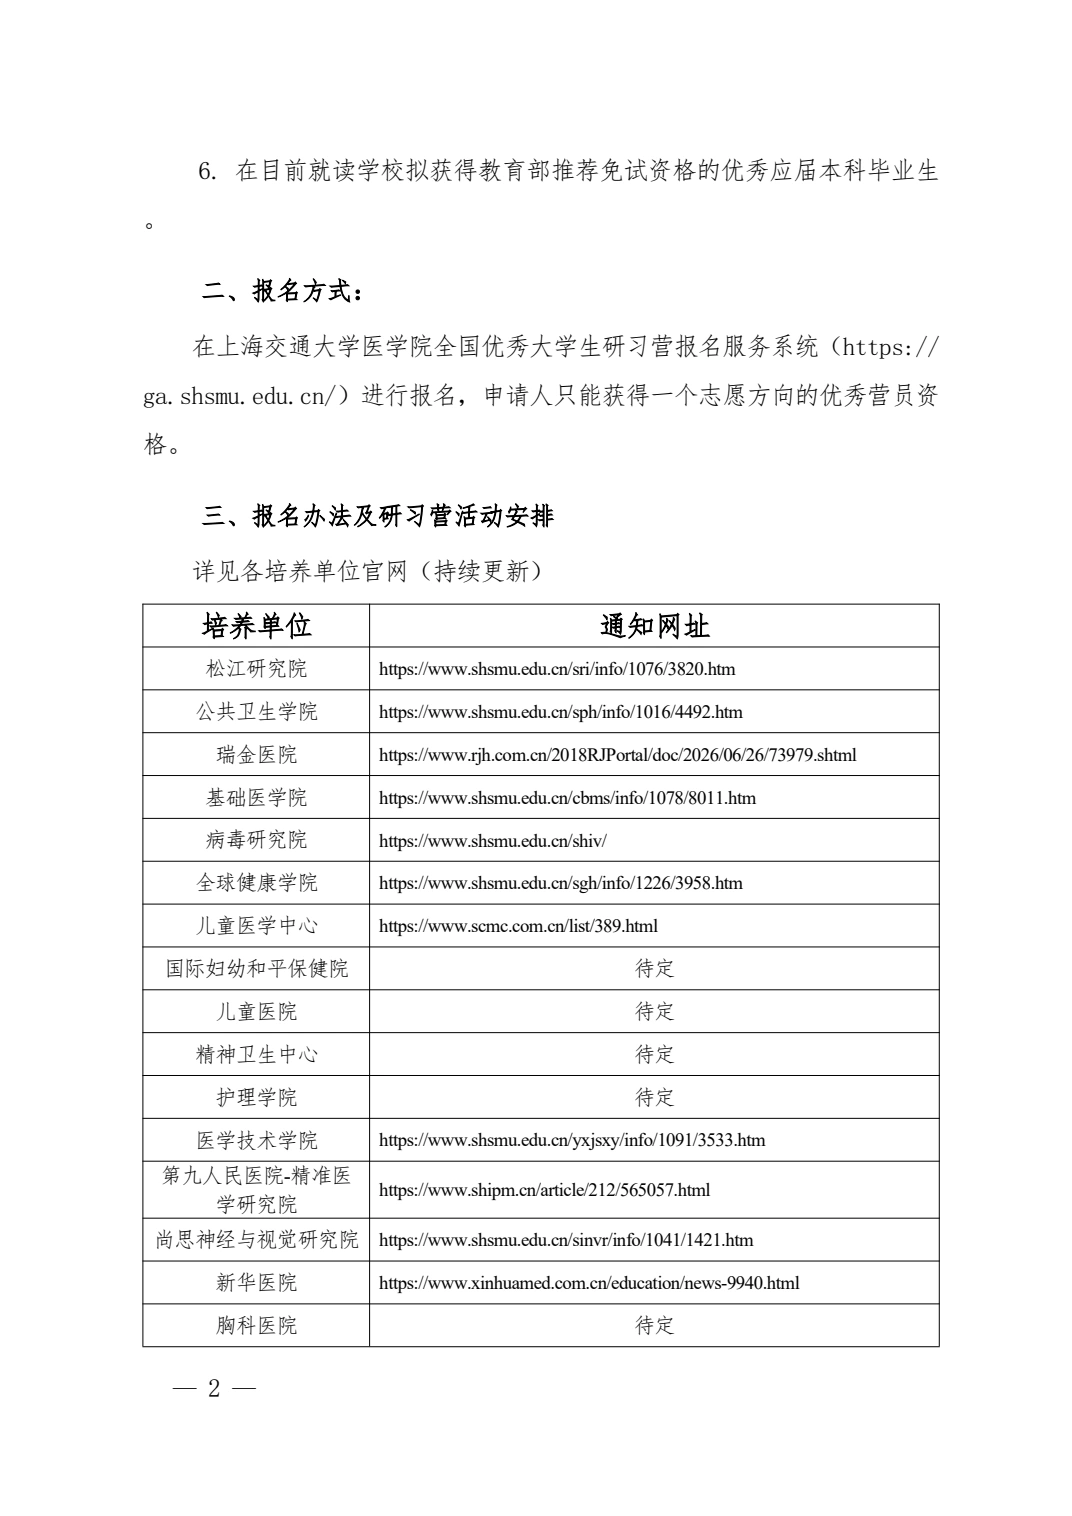 6. 在目前就读学校拟获得教育部推荐免试资格的优秀应届本科毕业生
。
二、报名方式：
在上海交通大学医学院全国优秀大学生研习营报名服务系统（https://
ga.shsmu.edu.cn/）进行报名，申请人只能获得一个志愿方向的优秀营员资
格。
三、报名办法及研习营活动安排
详见各培养单位官网（持续更新）
培养单位 通知网址
松江研究院 https://www.shsmu.edu.cn/sri/info/1076/3820.htm
公共卫生学院 https://www.shsmu.edu.cn/sph/info/1016/4492.htm
瑞金医院 https://www.rjh.com.cn/2018RJPortal/doc/2026/06/26/73979.shtml
基础医学院 https://www.shsmu.edu.cn/cbms/info/1078/8011.htm
病毒研究院 https://www.shsmu.edu.cn/shiv/
全球健康学院 https://www.shsmu.edu.cn/sgh/info/1226/3958.htm
儿童医学中心 https://www.scmc.com.cn/list/389.html
国际妇幼和平保健院 待定
儿童医院 待定
精神卫生中心 待定
护理学院 待定
医学技术学院 https://www.shsmu.edu.cn/yxjsxy/info/1091/3533.htm
第九人民医院-精准医
学研究院 https://www.shipm.cn/article/212/565057.html
尚思神经与视觉研究院 https://www.shsmu.edu.cn/sinvr/info/1041/1421.htm
新华医院 https://www.xinhuamed.com.cn/education/news-9940.html
胸科医院 待定
— 2 —